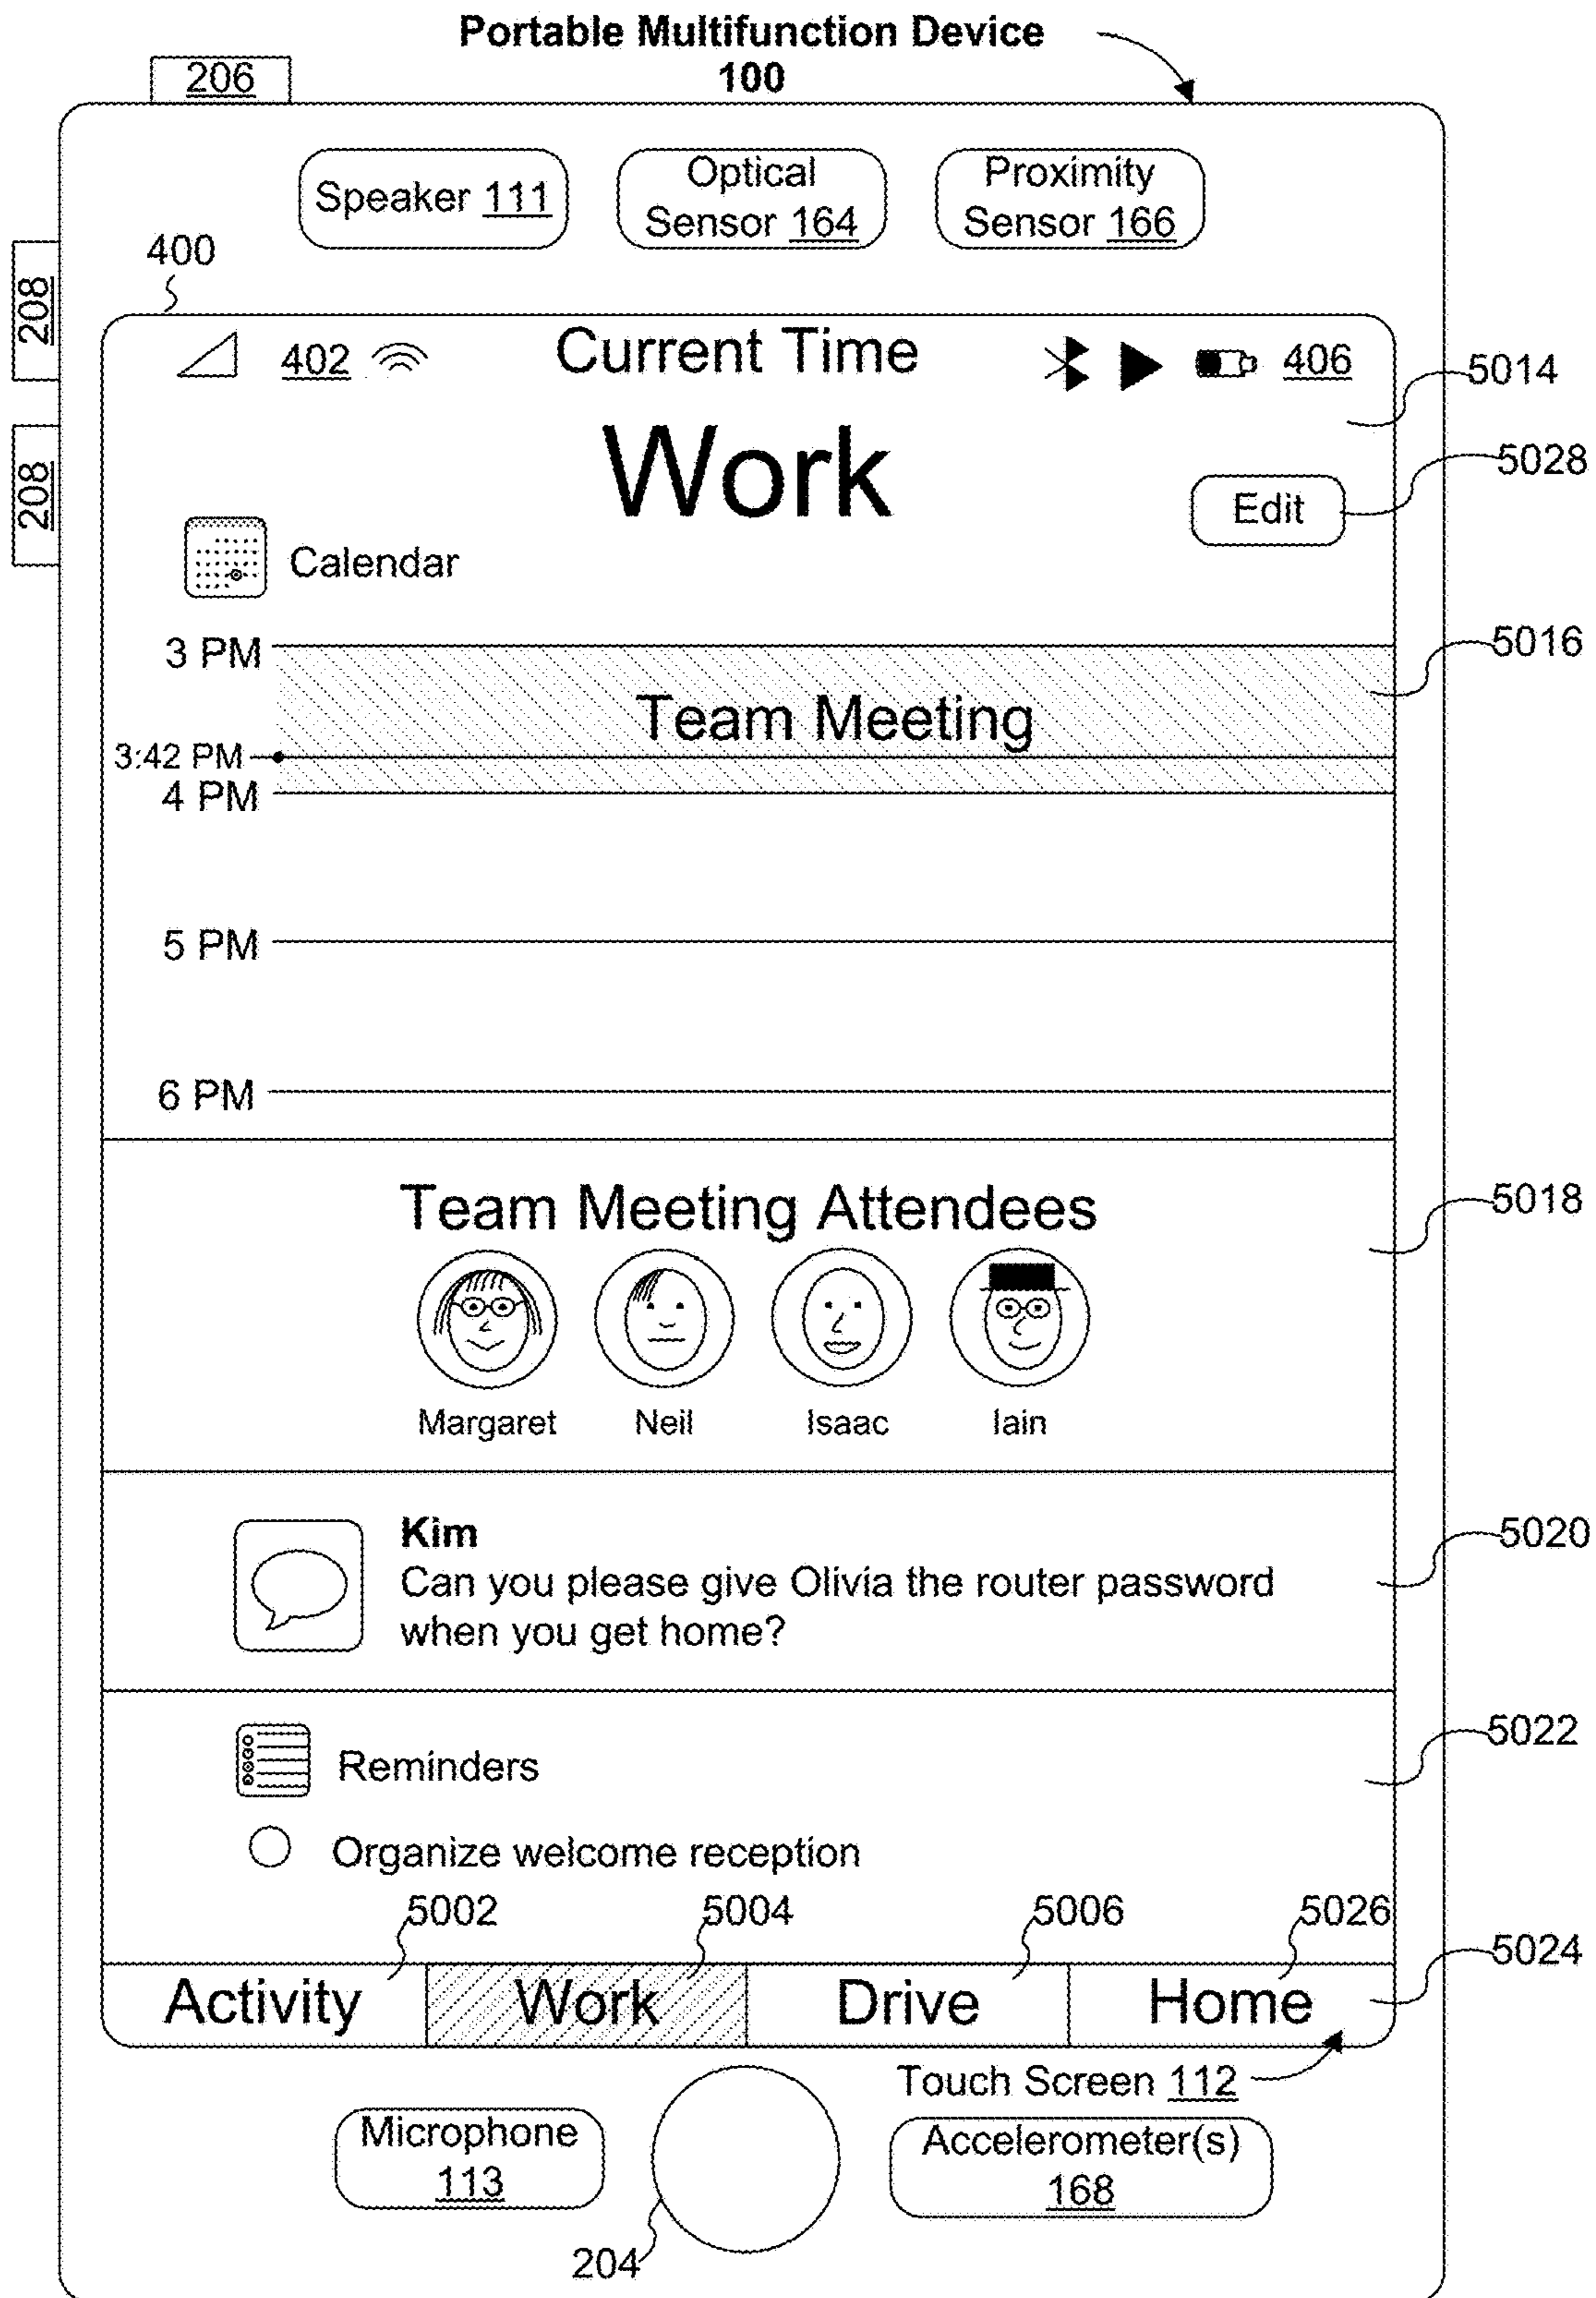 Portable Multifunction Device
100
206
Speaker 111
Optical
Sensor 164
Proximity
Sensor 166
208
400
402
Current Time
406
5014
Work
5028
208
Edit
Calendar
3 PM
5016
Team Meeting
3:42 PM
4 PM
5 PM
6 PM
Team Meeting Attendees
5018
Margaret
Neil
Isaac
Iain
Kim
5020
Can you please give Olivia the router password
when you get home?
5022
Reminders
Organize welcome reception
5002
5004
5006
5026
5024
Activity
Work
Drive
Home
Touch Screen 112
Microphone
113
Accelerometer(s)
168
204